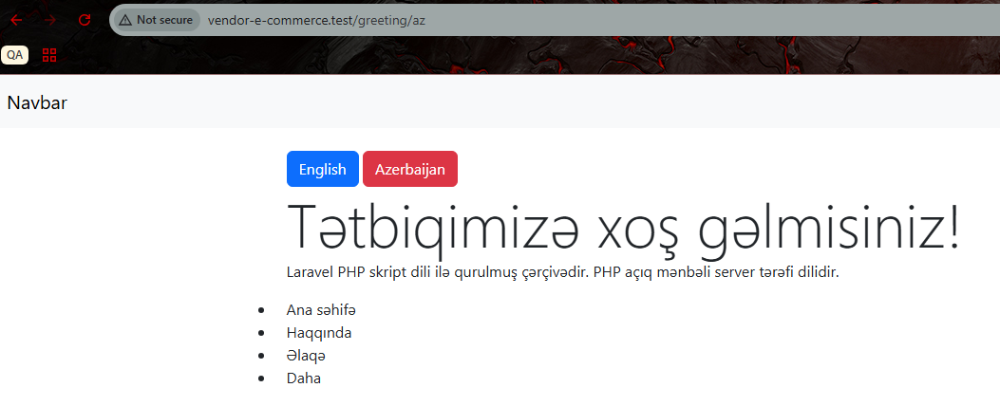 Not secure vendor-e-commerce.test/greeting/az
QA
Navbar
English Azerbaijan
Tətbiqimizə xoş gəlmisiniz!
Laravel PHP skript dili ilə qurulmuş çərçivədir. PHP açıq mənbəli server tərəfi dilidir.
Ana səhifə
Haqqında
Əlaqə
Daha